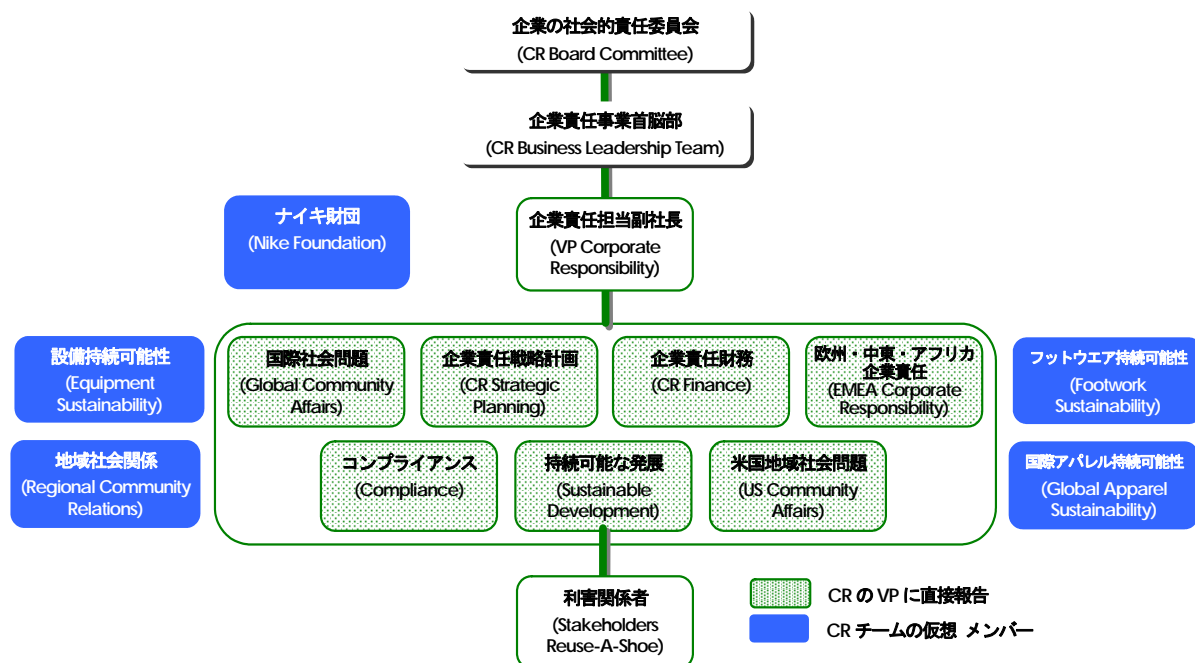 企業の社会的責任委員会
(CR Board Committee)
企業責任事業首脳部
(CR Business Leadership Team)
ナイキ財団
(Nike Foundation)
企業責任担当副社長
(VP Corporate
Responsibility)
設備持続可能性
(Equipment
Sustainability)
国際社会問題
(Global Community
Affairs)
企業責任戦略計画
(CR Strategic
Planning)
企業責任財務
(CR Finance)
欧州・中東・アフリカ
企業責任
(EMEA Corporate
Responsibility)
フットウエア持続可能性
(Footwork
Sustainability)
地域社会関係
(Regional Community
Relations)
コンプライアンス
(Compliance)
持続可能な発展
(Sustainable
Development)
米国地域社会問題
(US Community
Affairs)
国際アパレル持続可能性
(Global Apparel
Sustainability)
利害関係者
(Stakeholders
Reuse-A-Shoe)
CR の VP に直接報告
CR チームの仮想 メンバー